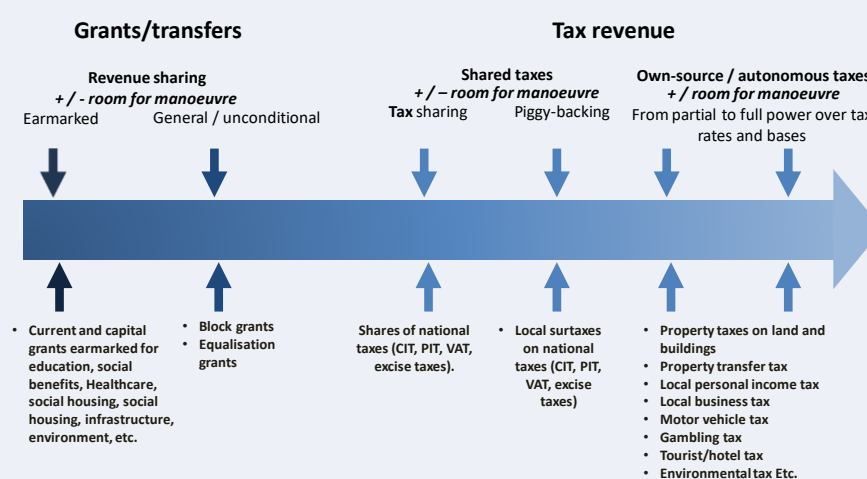 Grants/transfers
Tax revenue
Revenue sharing
+ / - room for manoeuvre
Earmarked
General / unconditional
Shared taxes
+ / – room for manoeuvre
Tax sharing
Piggy-backing
Own-source / autonomous taxes
+ / room for manoeuvre
From partial to full power over tax
rates and bases
• Current and capital
grants earmarked for
education, social
benefits, Healthcare,
social housing, social
housing, infrastructure,
environment, etc.
• Block grants
• Equalisation
grants
Shares of national
taxes (CIT, PIT, VAT,
excise taxes).
• Local surtaxes
on national
taxes (CIT, PIT,
VAT, excise
taxes)
• Property taxes on land and
buildings
• Property transfer tax
• Local personal income tax
• Local business tax
• Motor vehicle tax
• Gambling tax
• Tourist/hotel tax
• Environmental tax Etc.